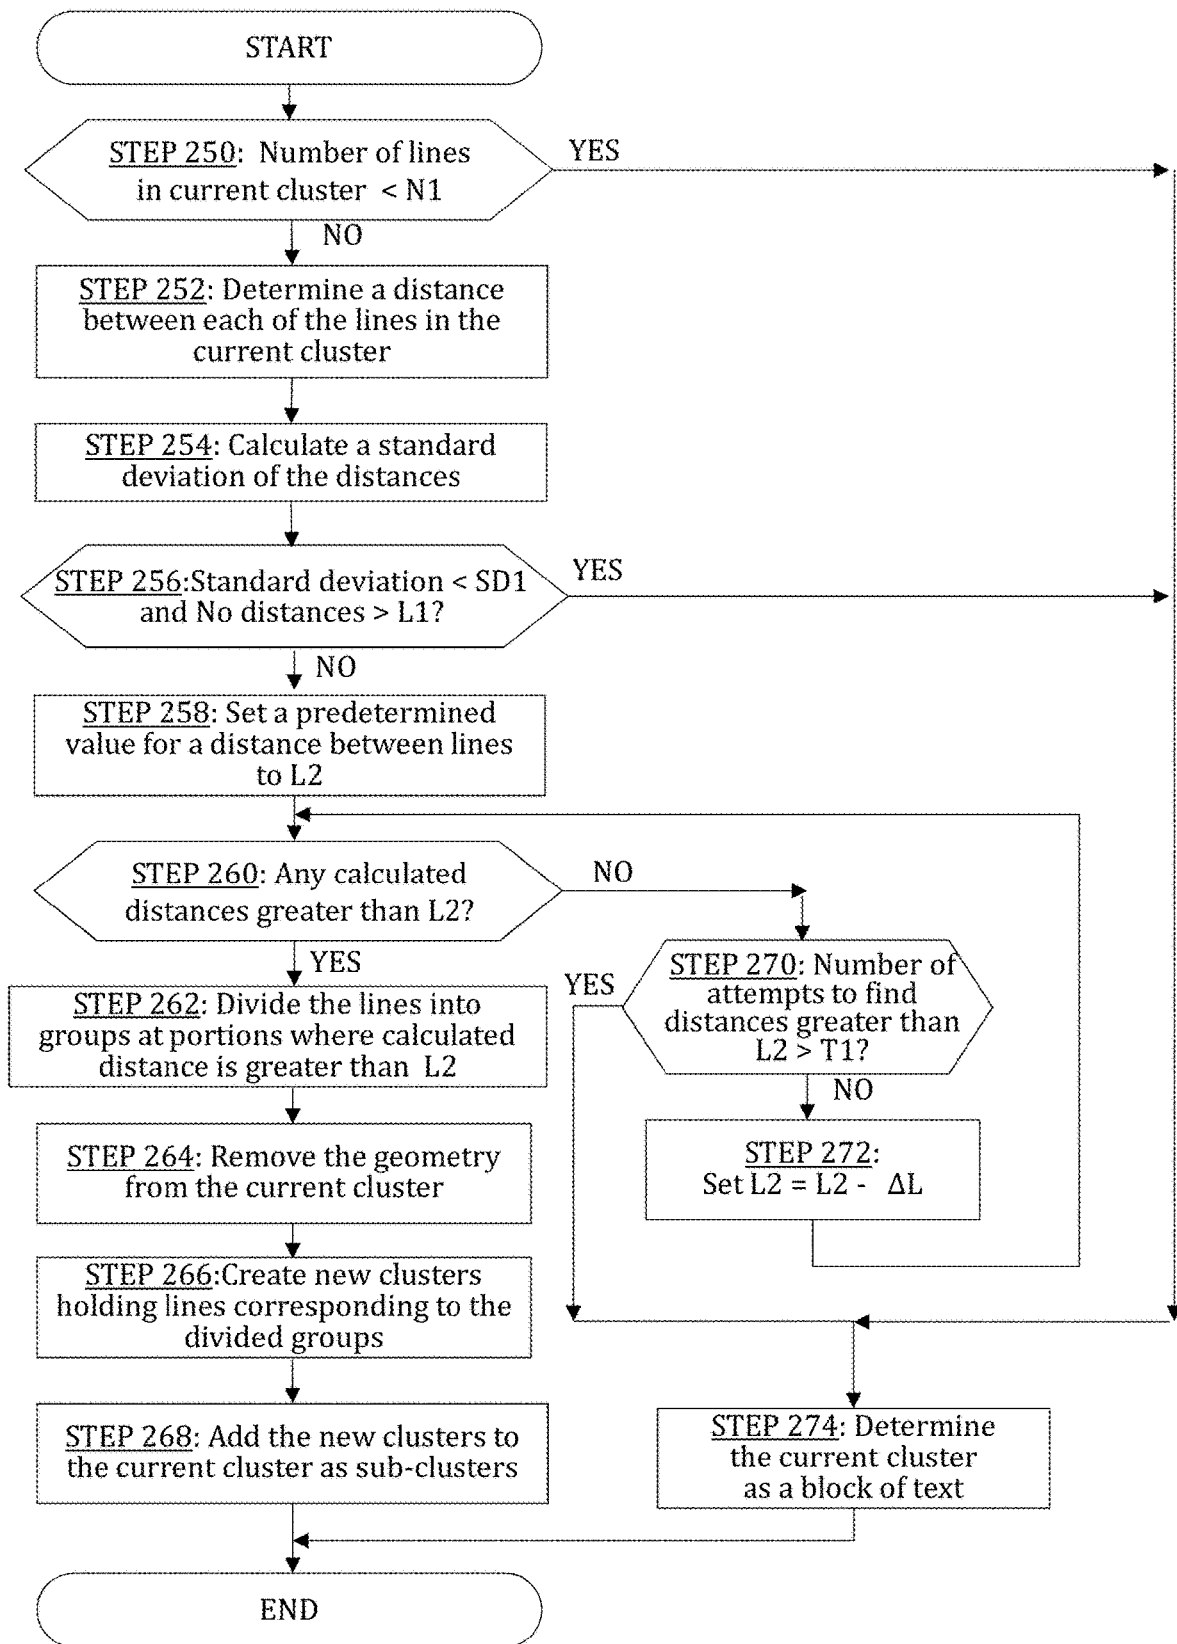 START
STEP 250: Number of lines
in current cluster < N1
YES
NO
STEP 252: Determine a distance
between each of the lines in the
current cluster
STEP 254: Calculate a standard
deviation of the distances
STEP 256:Standard deviation < SD1
and No distances > L1?
YES
NO
STEP 258: Set a predetermined
value for a distance between lines
to L2
STEP 260: Any calculated
distances greater than L2?
NO
YES
STEP 262: Divide the lines into
groups at portions where calculated
distance is greater than L2
STEP 270: Number of
attempts to find
distances greater than
L2 > T1?
YES
NO
STEP 272:
Set L2 = L2 - ΔL
STEP 264: Remove the geometry
from the current cluster
STEP 266:Create new clusters
holding lines corresponding to the
divided groups
STEP 268: Add the new clusters to
the current cluster as sub-clusters
STEP 274: Determine
the current cluster
as a block of text
END